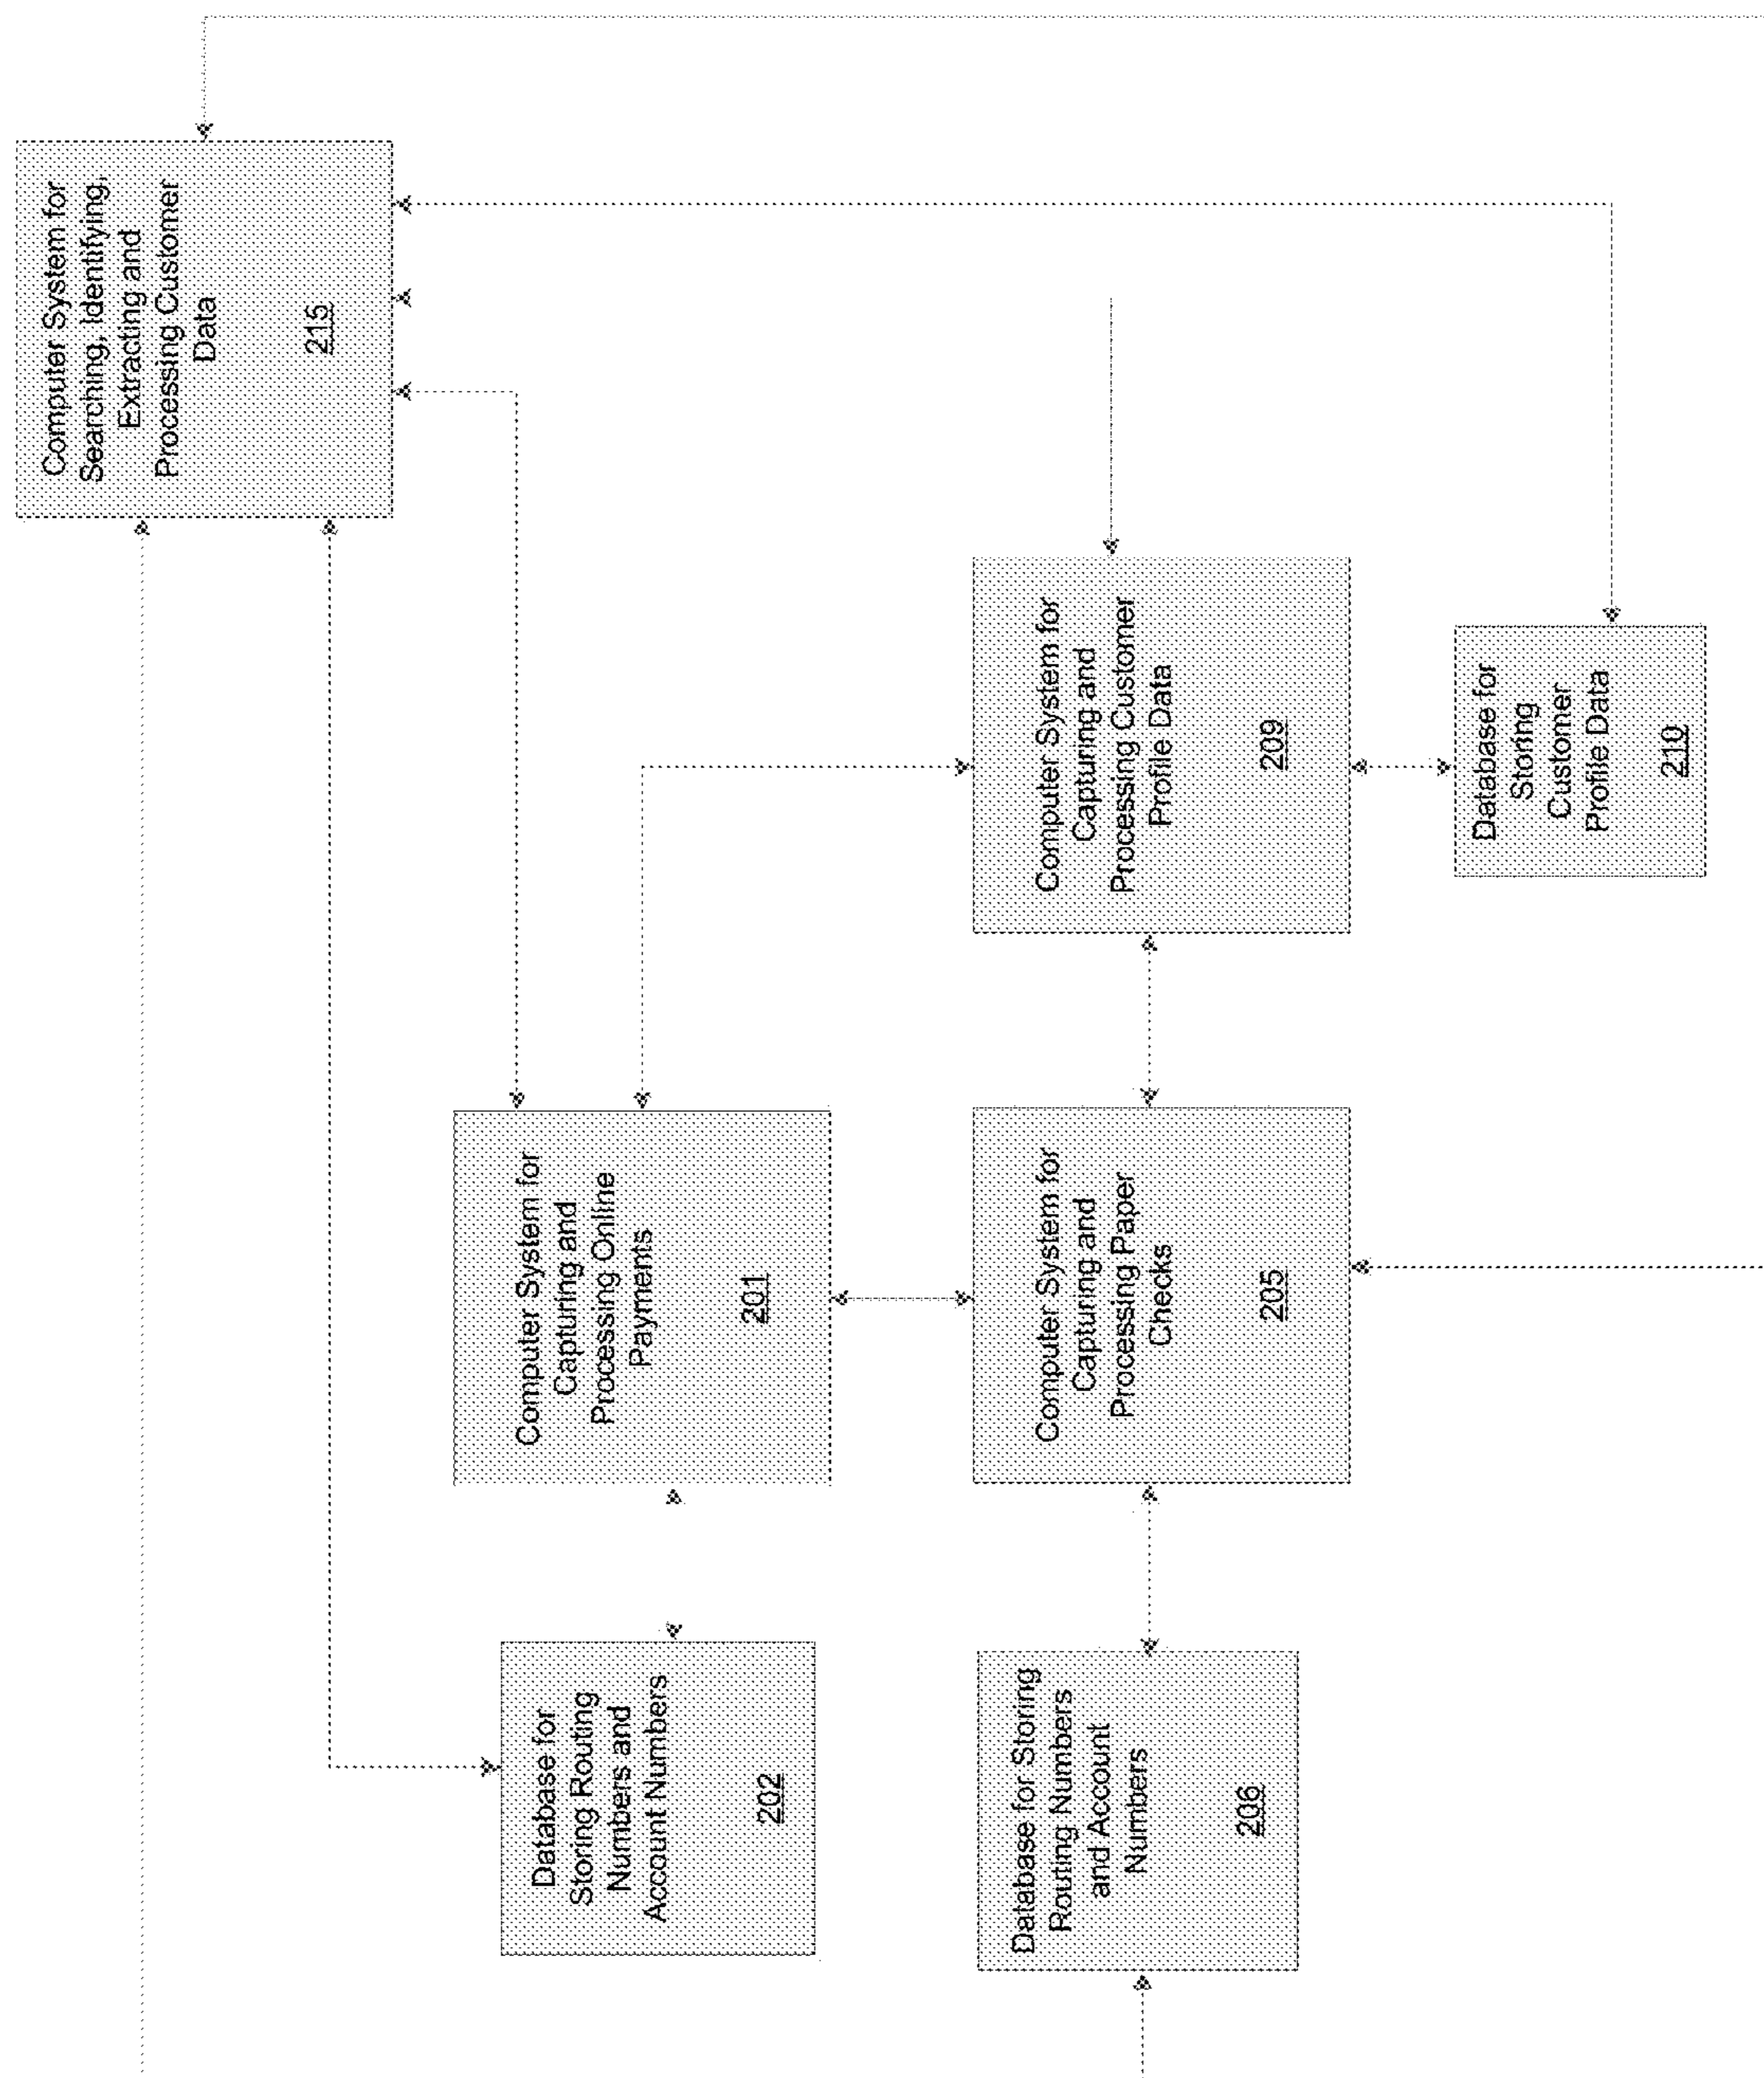 Computer System for
Searching, Identifying,
Extracting and
Processing Customer
Data
215
Computer System for
Capturing and
Processing Online
Payments
201
Database for
Storing Routing
Numbers and
Account Numbers
202
Computer System for
Capturing and
Processing Customer
Profile Data
209
Computer System for
Capturing and
Processing Paper
Checks
205
Database for Storing
Routing Numbers
and Account
Numbers
206
Database for
Storing
Customer
Profile Data
210